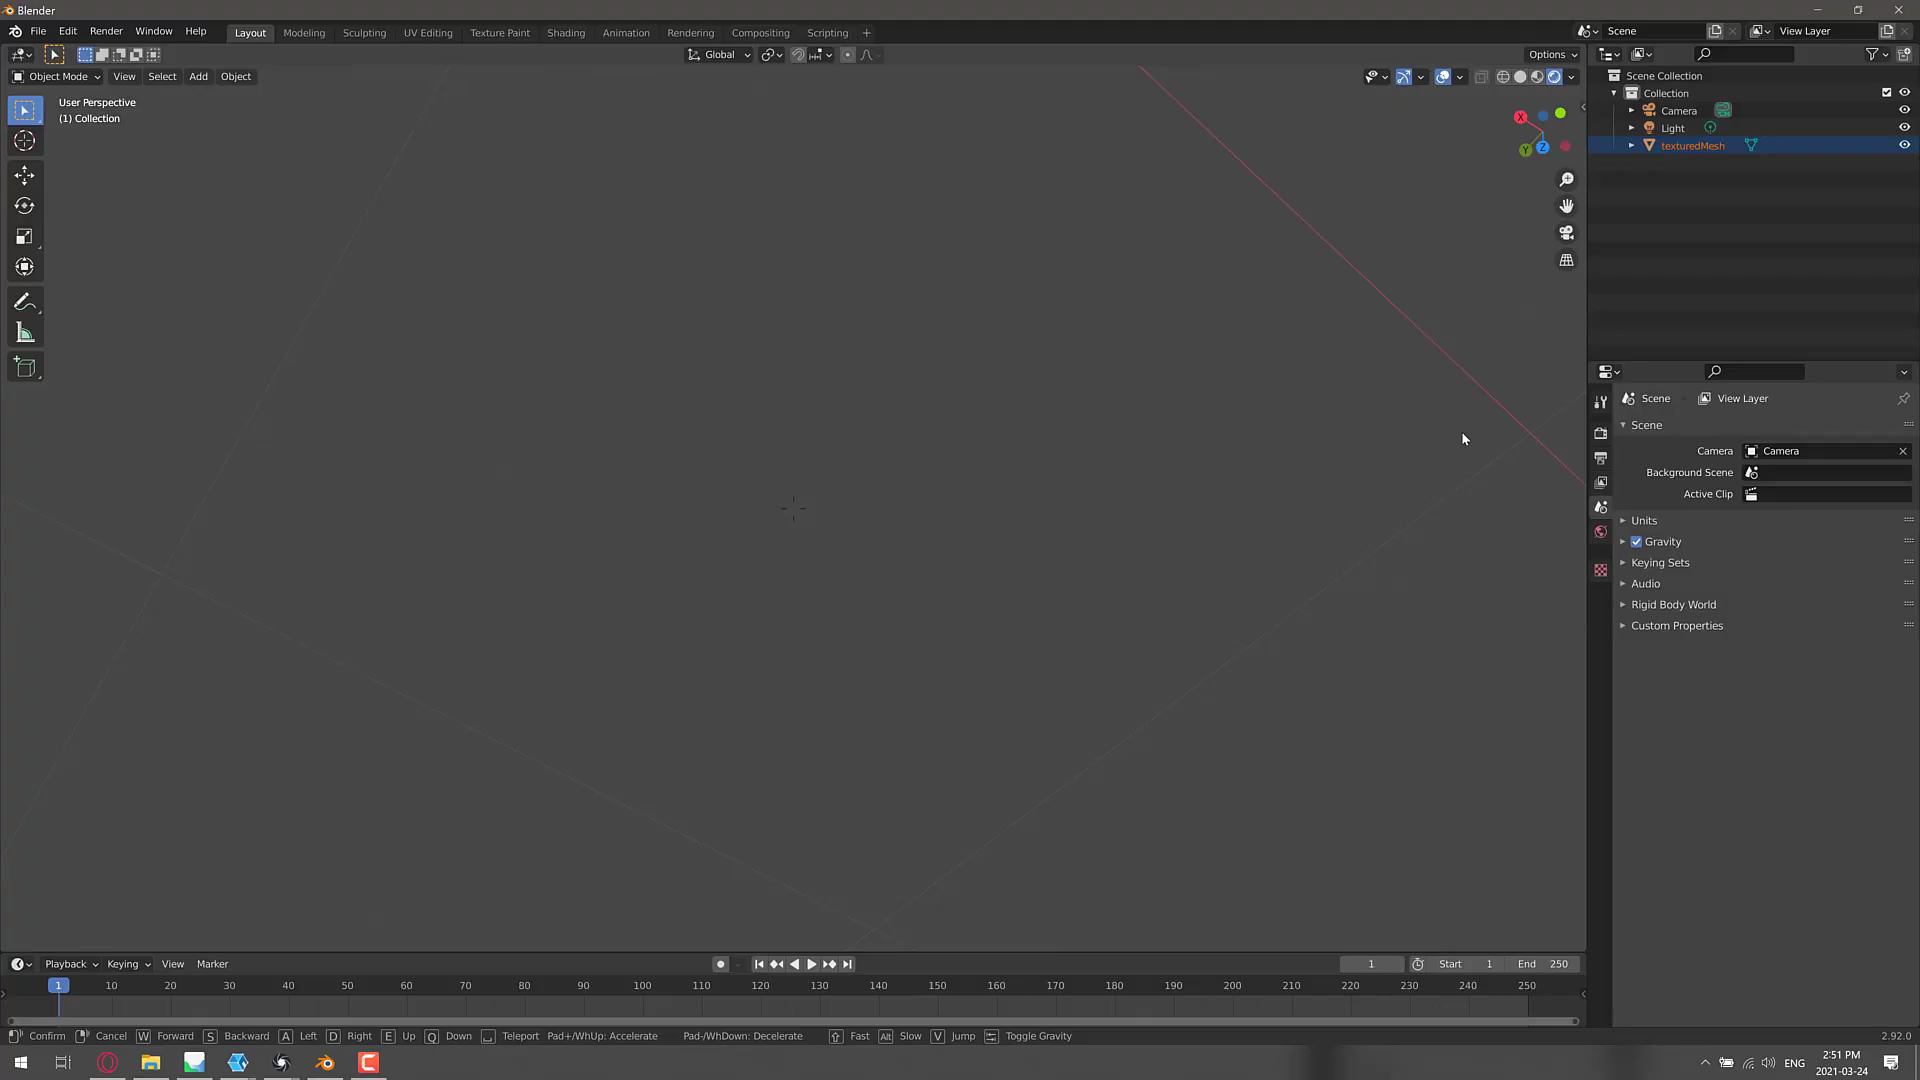 Blender
File Edit Render Window Help Layout Modeling Sculpting UV Editing Texture Paint Shading Animation Rendering Compositing Scripting + Scene View Layer
Global Options
Object Mode View Select Add Object
User Perspective
(1) Collection
X
Y
Z
Scene Collection
Collection
Camera
Light
texturedMesh
Scene View Layer
Scene
Camera Camera
Background Scene
Active Clip
Units
Gravity
Keying Sets
Audio
Rigid Body World
Custom Properties
Playback Keying View Marker 1 Start 1 End 250
1 10 20 30 40 50 60 70 80 90 100 110 120 130 140 150 160 170 180 190 200 210 220 230 240 250
Confirm Cancel W Forward S Backward A Left D Right E Up Q Down Teleport Pad+/WhUp: Accelerate Pad-/WhDown: Decelerate Fast Alt Slow V Jump Toggle Gravity 2.92.0
ENG
2:51 PM
2021-03-24